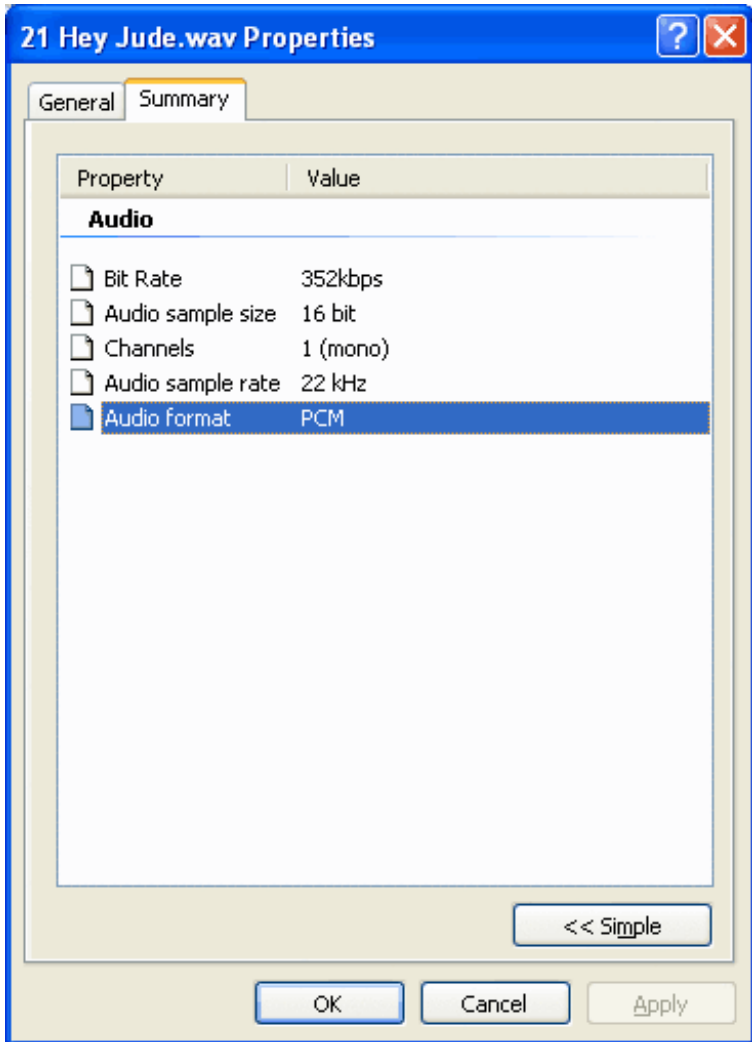 21 Hey Jude.wav Properties
General Summary
Property Value
Audio
Bit Rate 352kbps
Audio sample size 16 bit
Channels 1 (mono)
Audio sample rate 22 kHz
Audio format PCM
<< Simple
OK Cancel Apply